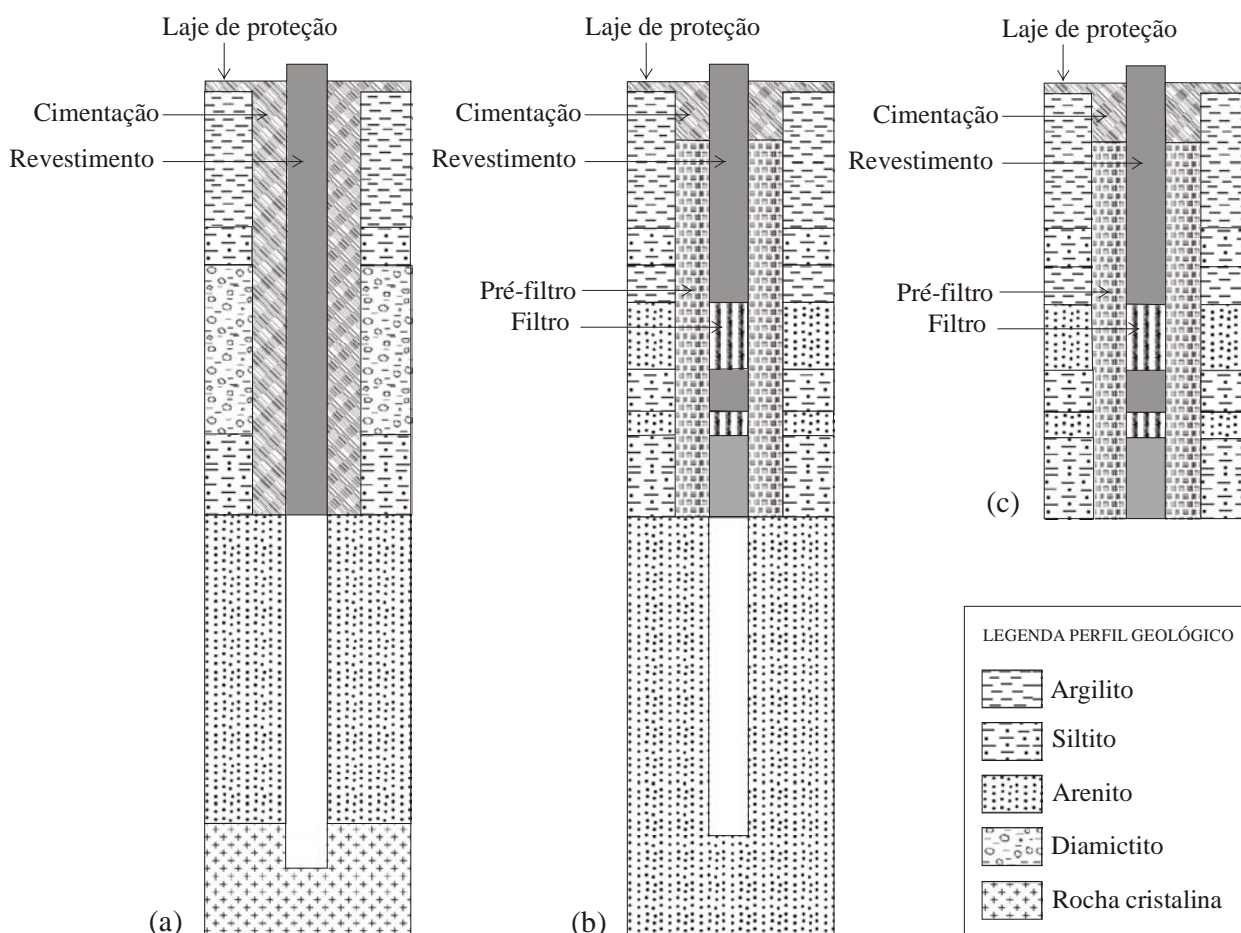 Laje de proteção
Cimentação
Revestimento
(a)
Laje de proteção
Cimentação
Revestimento
Pré-filtro
Filtro
(b)
Laje de proteção
Cimentação
Revestimento
Pré-filtro
Filtro
(c)
LEGENDA PERFIL GEOLÓGICO
Argilito
Siltito
Arenito
Diamictito
Rocha cristalina